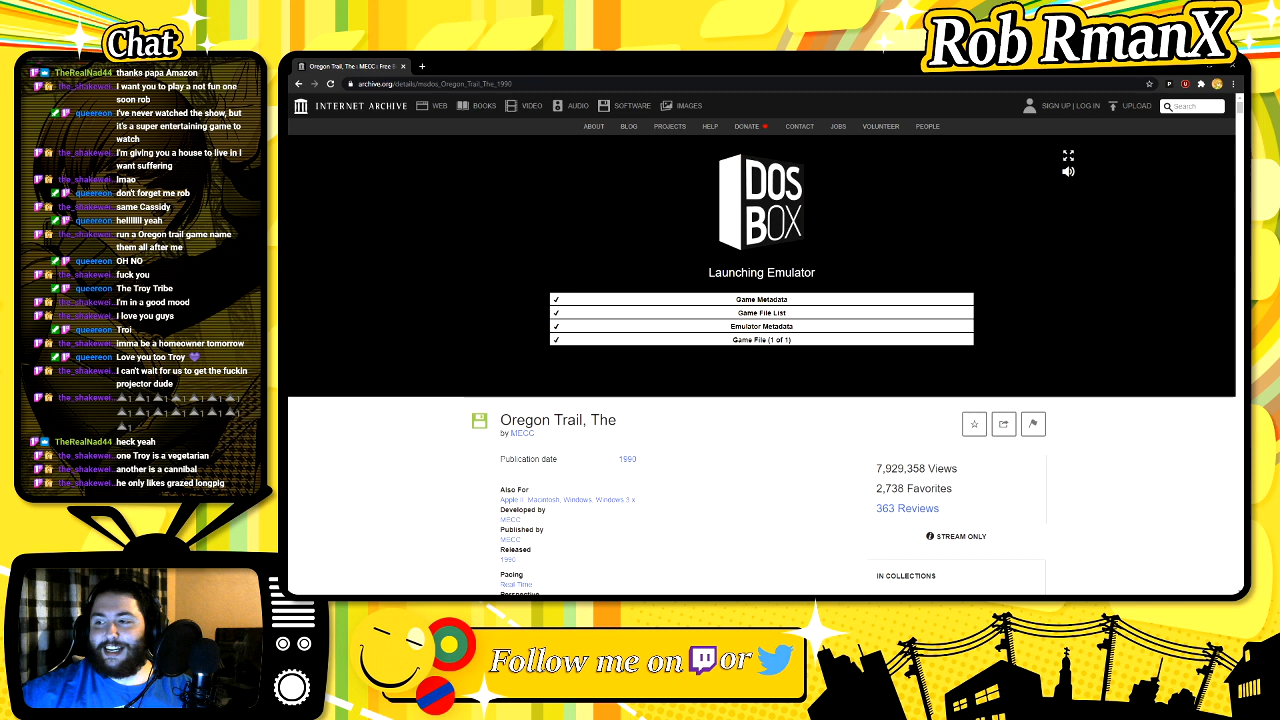 Chat
Rob RmanX
TheRealNad44 thanks papa Amazon
the_shakewei... I want you to play a not fun one
soon rob
queereon I've never watched the show, but
it's a super entertaining game to
watch
the_shakewei... I'm giving you a house to live in I
want suffering
the_shakewei... lmao
queereon don't forget me rob
the_shakewei... same Cassidy
queereon hellllllll yeah
the_shakewei... run a Oregon trail game name
them all after me
queereon OH NO
the_shakewei... fuck you
queereon The Troy Tribe
the_shakewei... I'm in a good mood
the_shakewei... I love you guys
queereon Troi
the_shakewei... imma be a homeowner tomorrow
queereon Love you too Troy
the_shakewei... I can't wait for us to get the fuckin
projector dude
the_shakewei...
TheRealNad44 heck yeah
the_shakewei... one Troy is a vegetarian
the_shakewei... another is a cannibal
the_shakewei... he only likes grazed longpig
Oregon Trail, The
archive.org/details/msdos_Oregon_Trail_The_1990
INTERNET ARCHIVE WEB BOOKS VIDEO AUDIO SOFTWARE IMAGES SIGN UP | LOG IN UPLOAD Search
ABOUT BLOG PROJECTS HELP DONATE CONTACT JOBS VOLUNTEER PEOPLE
DOS
BOX
Launching Emulator
✓ Game Metadata
✓ Game File List
✓ Emulator Metadata
✓ Game File (1 of 1)
Oregon Trail, The
by MECC
Publication date 1990
Also For
Apple II, Macintosh, Windows, Windows 3.x
Developed by
MECC
Published by
MECC
Released
1990
Pacing
Real-Time
Perspective
7,929,358 Views
2,738 Favorites
363 Reviews
STREAM ONLY
IN COLLECTIONS
Follow me on or